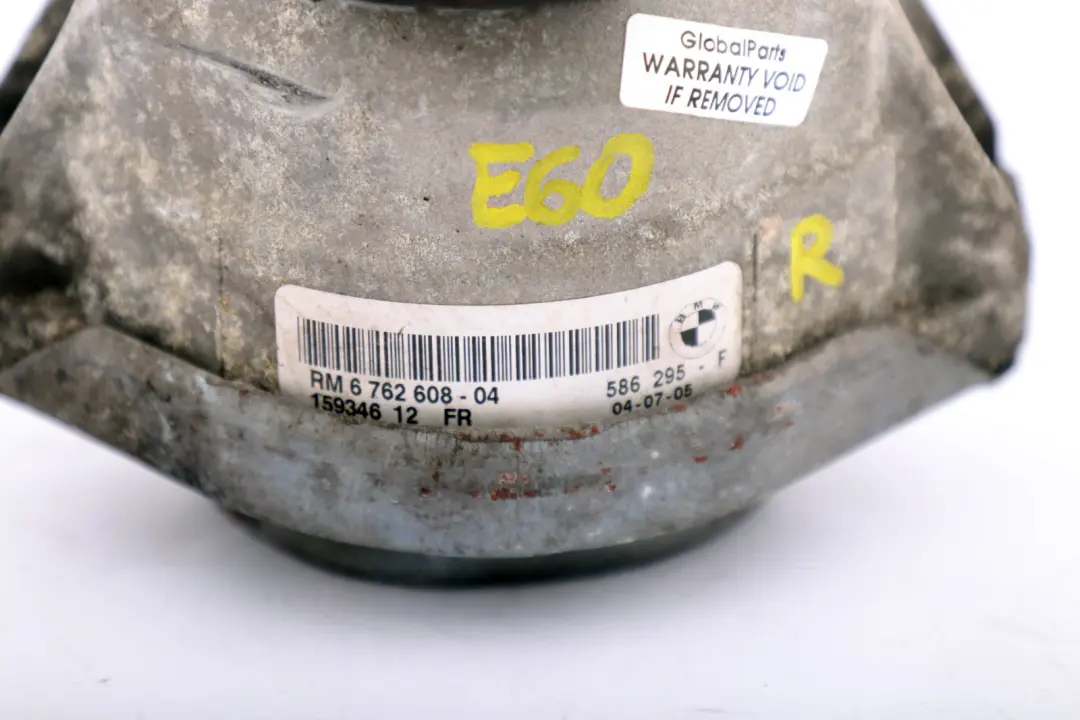 GlobalParts
WARRANTY VOID
IF REMOVED
E60
R
BMW
RM 6 762 608 - 04
586 295 - F
159346 12 FR
04-07-05